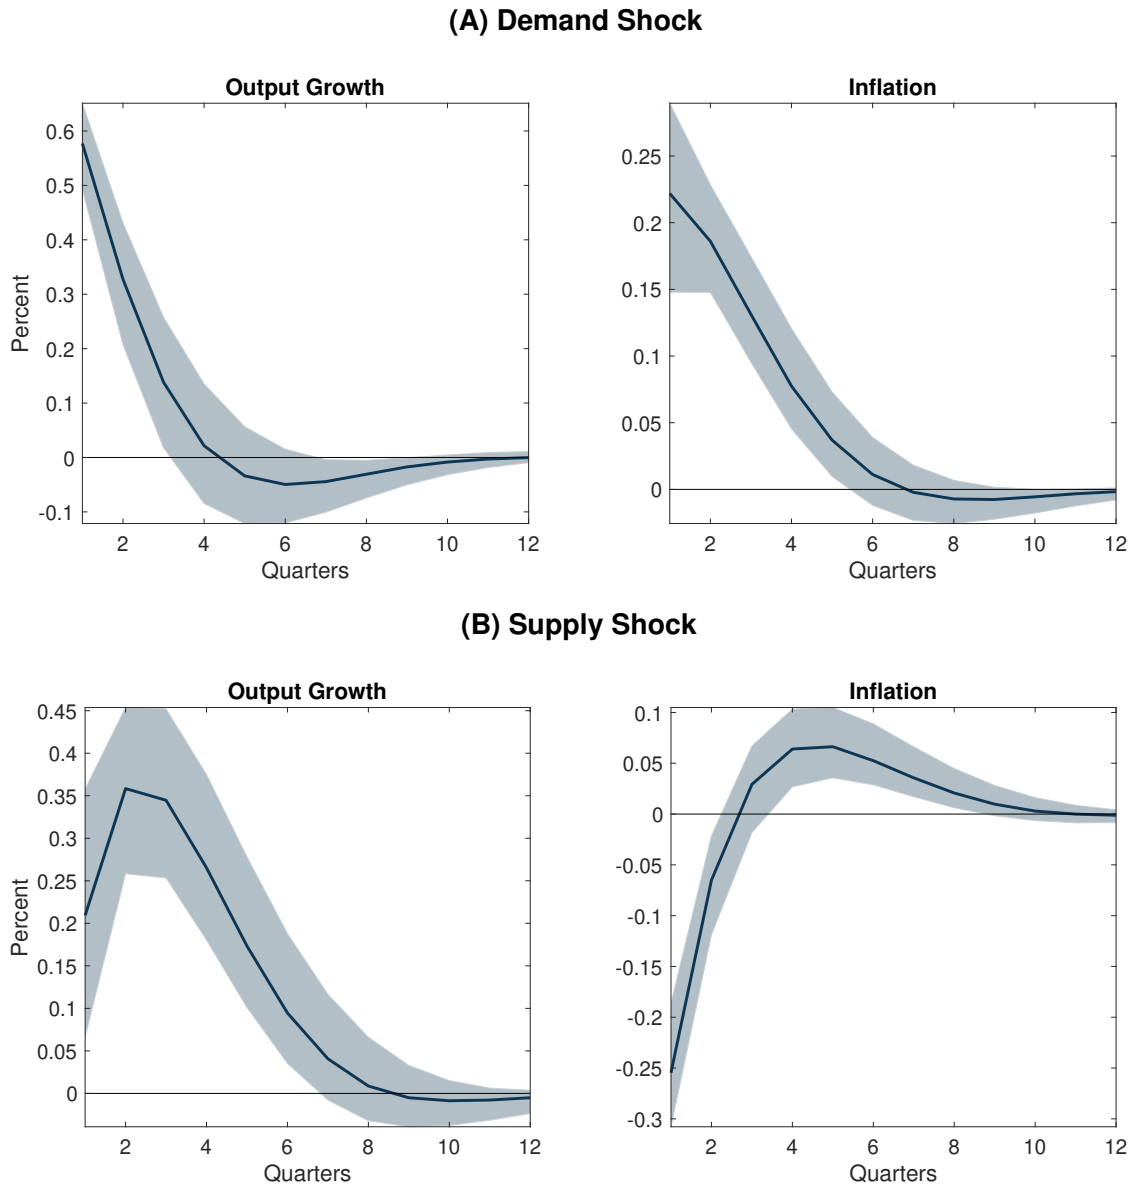 (A) Demand Shock
Output Growth
Inflation
Percent
0.6
0.5
0.4
0.3
0.2
0.1
0
-0.1
2 4 6 8 10 12
Quarters
0.25
0.2
0.15
0.1
0.05
0
2 4 6 8 10 12
Quarters
(B) Supply Shock
Output Growth
Inflation
Percent
0.45
0.4
0.35
0.3
0.25
0.2
0.15
0.1
0.05
0
2 4 6 8 10 12
Quarters
0.1
0.05
0
-0.05
-0.1
-0.15
-0.2
-0.25
-0.3
2 4 6 8 10 12
Quarters